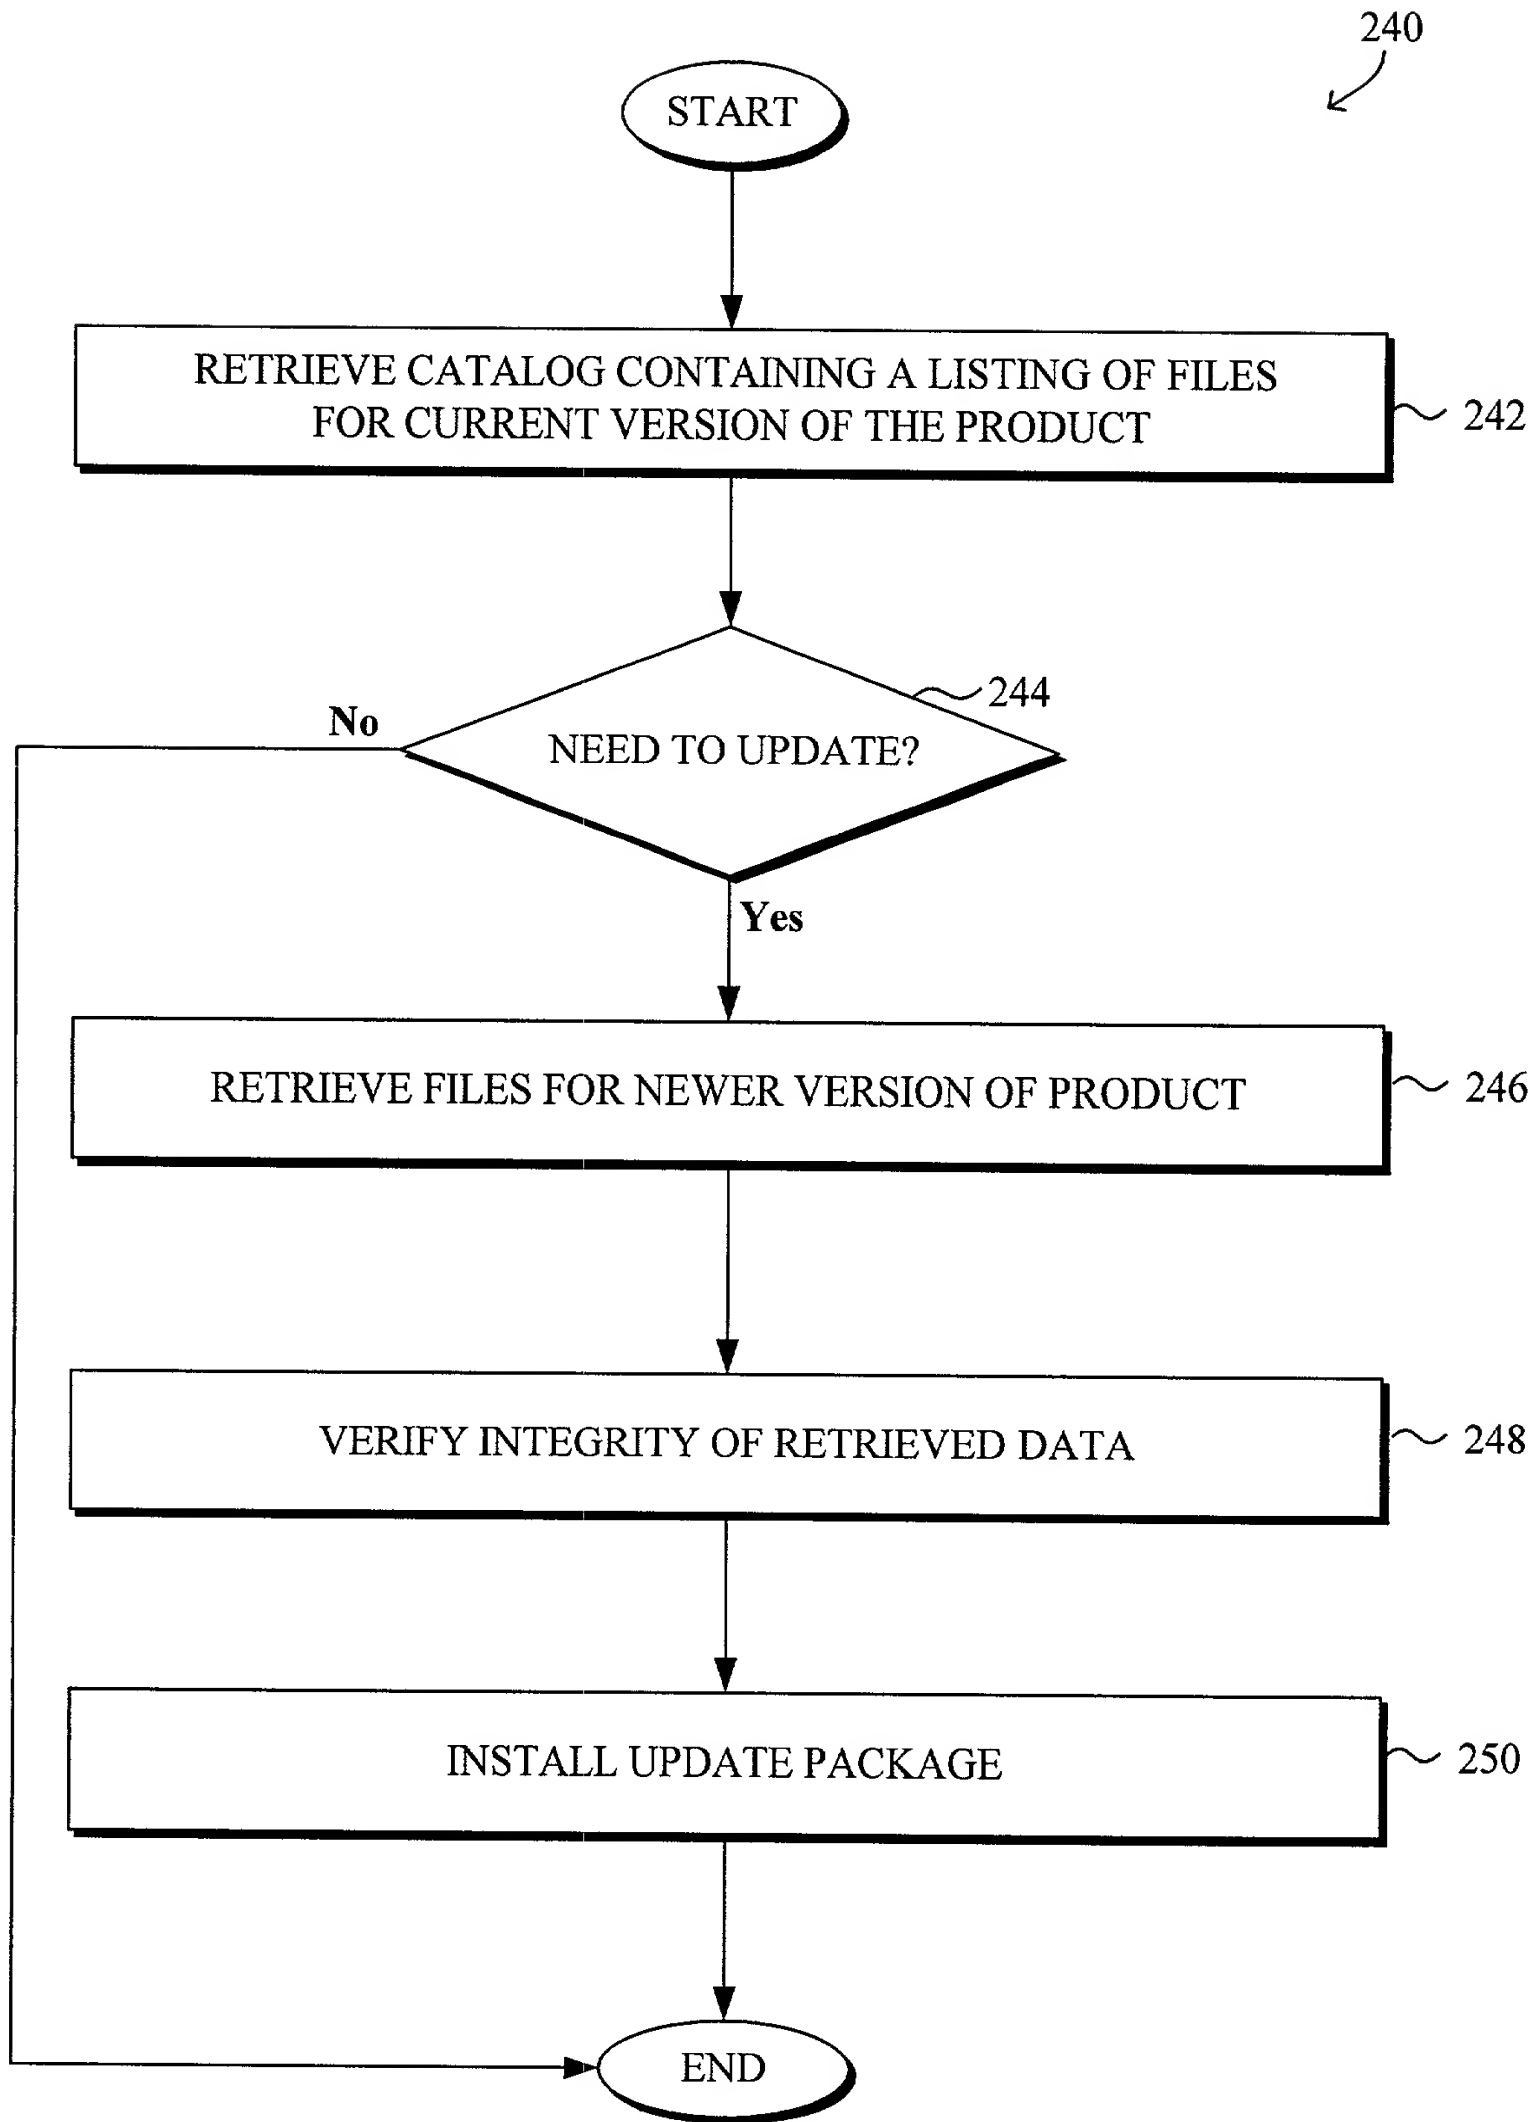 240
START
RETRIEVE CATALOG CONTAINING A LISTING OF FILES
FOR CURRENT VERSION OF THE PRODUCT
242
244
No
NEED TO UPDATE?
Yes
RETRIEVE FILES FOR NEWER VERSION OF PRODUCT
246
VERIFY INTEGRITY OF RETRIEVED DATA
248
INSTALL UPDATE PACKAGE
250
END